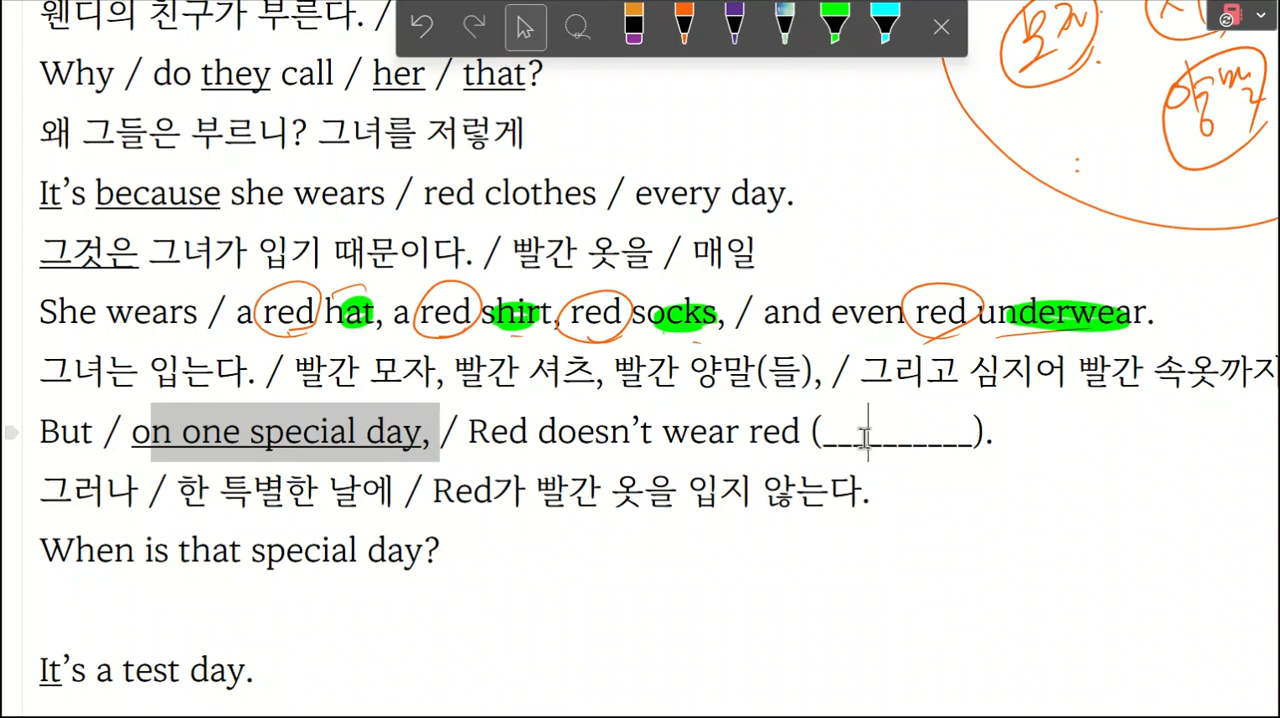 웬디의 친구가 부른다. /
Why / do they call / her / that?
왜 그들은 부르니? 그녀를 저렇게
It's because she wears / red clothes / every day.
그것은 그녀가 입기 때문이다. / 빨간 옷을 / 매일
She wears / a red hat, a red shirt, red socks, / and even red underwear.
그녀는 입는다. / 빨간 모자, 빨간 셔츠, 빨간 양말(들), / 그리고 심지어 빨간 속옷까지
But / on one special day, / Red doesn't wear red (__________).
그러나 / 한 특별한 날에 / Red가 빨간 옷을 입지 않는다.
When is that special day?
It's a test day.
모자
양말